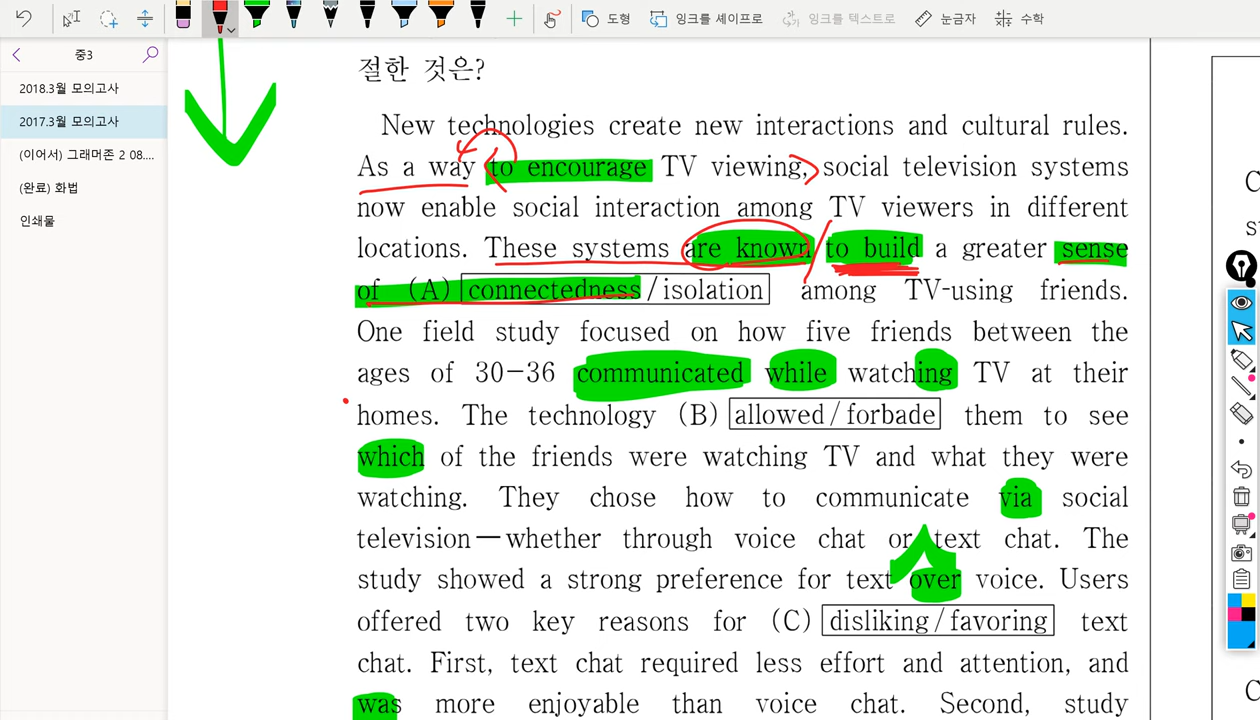 도형
잉크를 셰이프로
잉크를 텍스트로
눈금자
수학
중3
2018.3월 모의고사
2017.3월 모의고사
(이어서) 그래머존 2 08....
(완료) 화법
인쇄물
절한 것은?
New technologies create new interactions and cultural rules.
As a way to encourage TV viewing, social television systems
now enable social interaction among TV viewers in different
locations. These systems are known to build a greater sense
of (A) connectedness/isolation among TV-using friends.
One field study focused on how five friends between the
ages of 30-36 communicated while watching TV at their
homes. The technology (B) allowed/forbade them to see
which of the friends were watching TV and what they were
watching. They chose how to communicate via social
television—whether through voice chat or text chat. The
study showed a strong preference for text over voice. Users
offered two key reasons for (C) disliking/favoring text
chat. First, text chat required less effort and attention, and
was more enjoyable than voice chat. Second, study